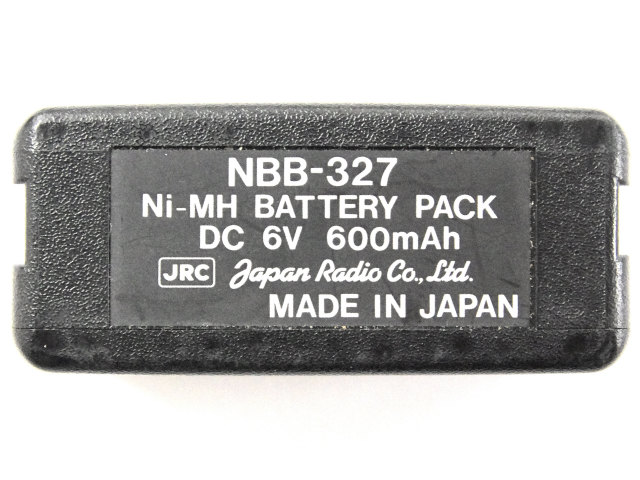 NBB-327
Ni-MH BATTERY PACK
DC 6V 600mAh
JRC Japan Radio Co., Ltd.
MADE IN JAPAN